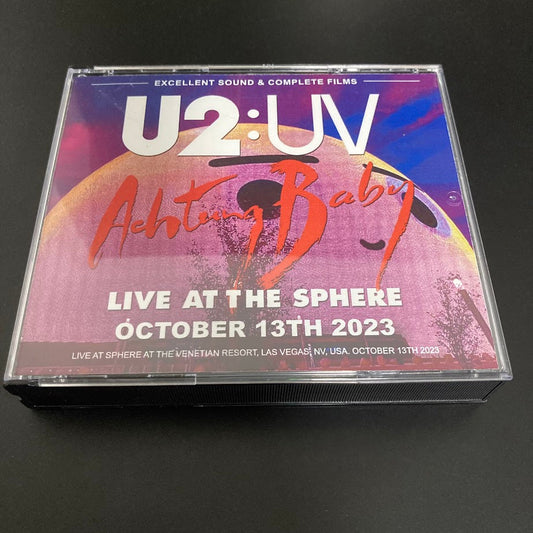 EXCELLENT SOUND & COMPLETE FILMS
U2:UV
Achtung Baby
LIVE AT THE SPHERE
OCTOBER 13TH 2023
LIVE AT SPHERE AT THE VENETIAN RESORT, LAS VEGAS, NV, USA. OCTOBER 13TH 2023